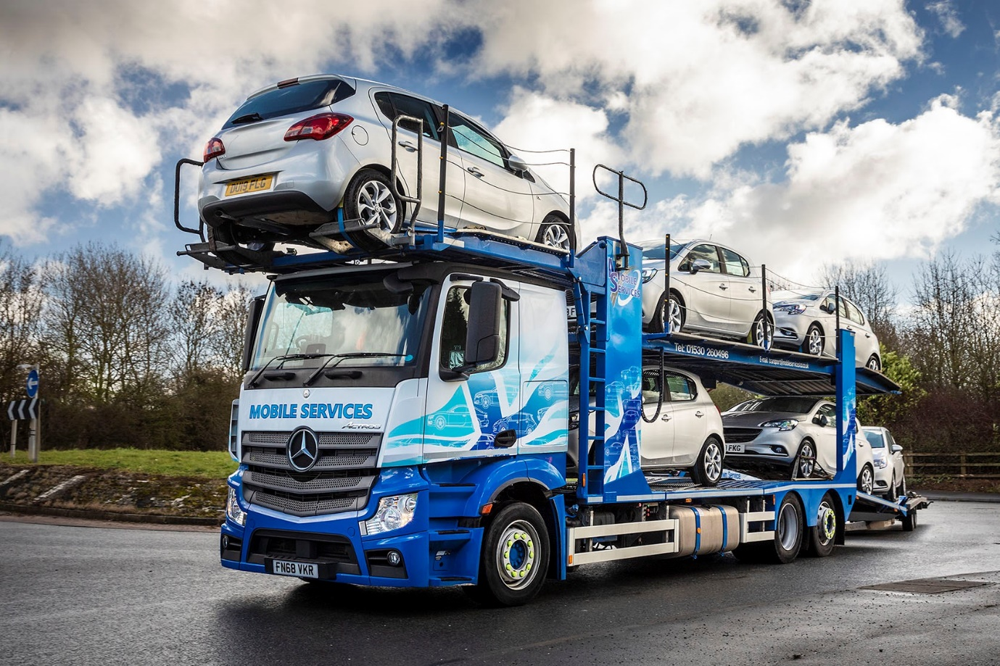 DU19 FLG
MOBILE
SERVICES
Tel: 01530 260496
MOBILE SERVICES
ACTROS
FKG
FN68 VKR